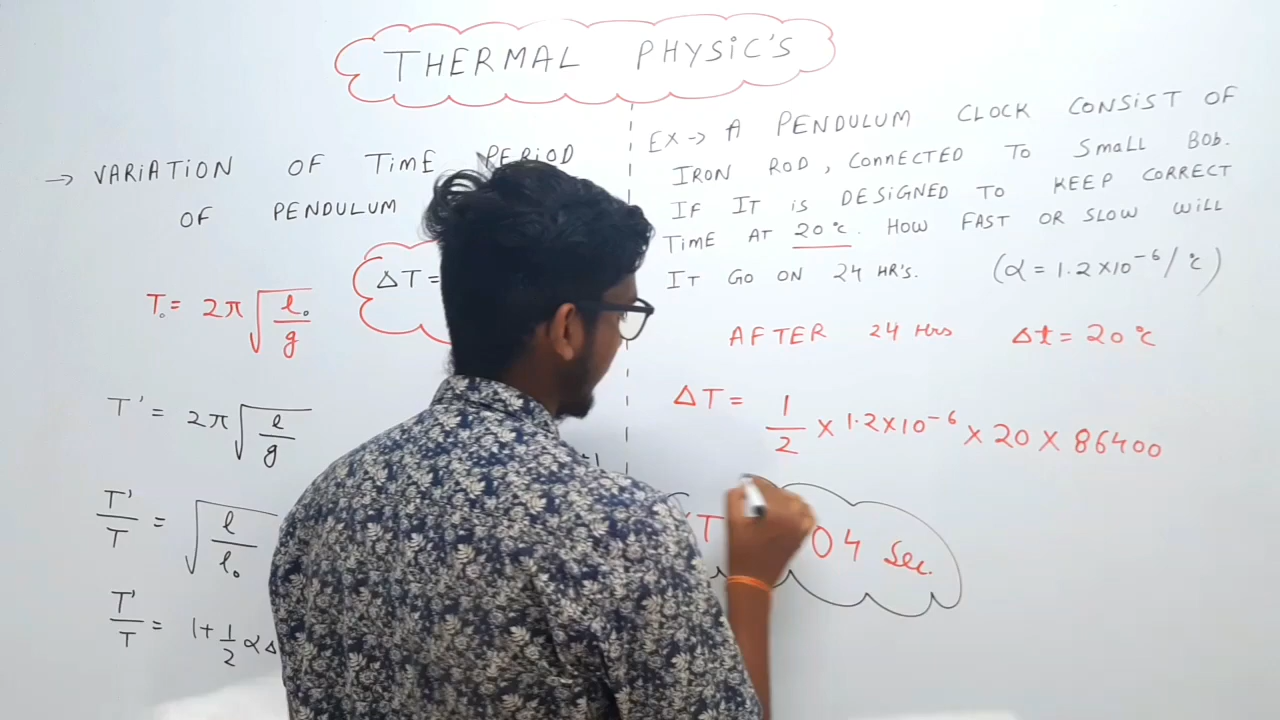 THERMAL PHYSIC'S
→ VARIATION OF TIME PERIOD
OF PENDULUM
ΔT =
T₀ = 2π√(l₀/g)
T' = 2π√(l/g)
T'/T = √(l/l₀)
T'/T = 1+1/2 α Δ
EX → A PENDULUM CLOCK CONSIST OF
IRON ROD, CONNECTED TO SMALL BOB.
IF IT is DESIGNED TO KEEP CORRECT
TIME AT 20°C. HOW FAST OR SLOW WILL
IT GO ON 24 HR'S. (α = 1.2×10⁻⁶/°C)
AFTER 24 Hrs Δt = 20°C
ΔT = 1/2 × 1.2×10⁻⁶ × 20 × 86400
T 04 Sec.